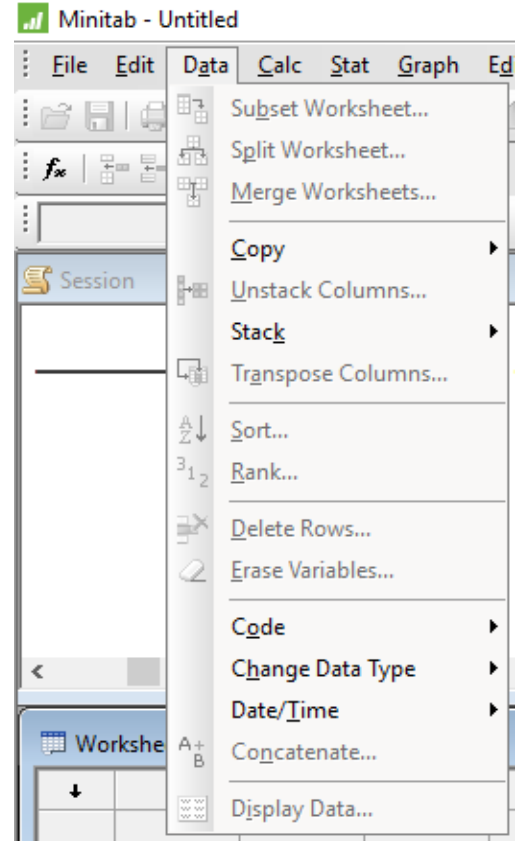 Minitab - Untitled
File Edit Data Calc Stat Graph Ed
Subset Worksheet...
Split Worksheet...
Merge Worksheets...
Copy
Session
Unstack Columns...
Stack
Transpose Columns...
Sort...
Rank...
Delete Rows...
Erase Variables...
Code
Change Data Type
Date/Time
Workshe
Concatenate...
Display Data...